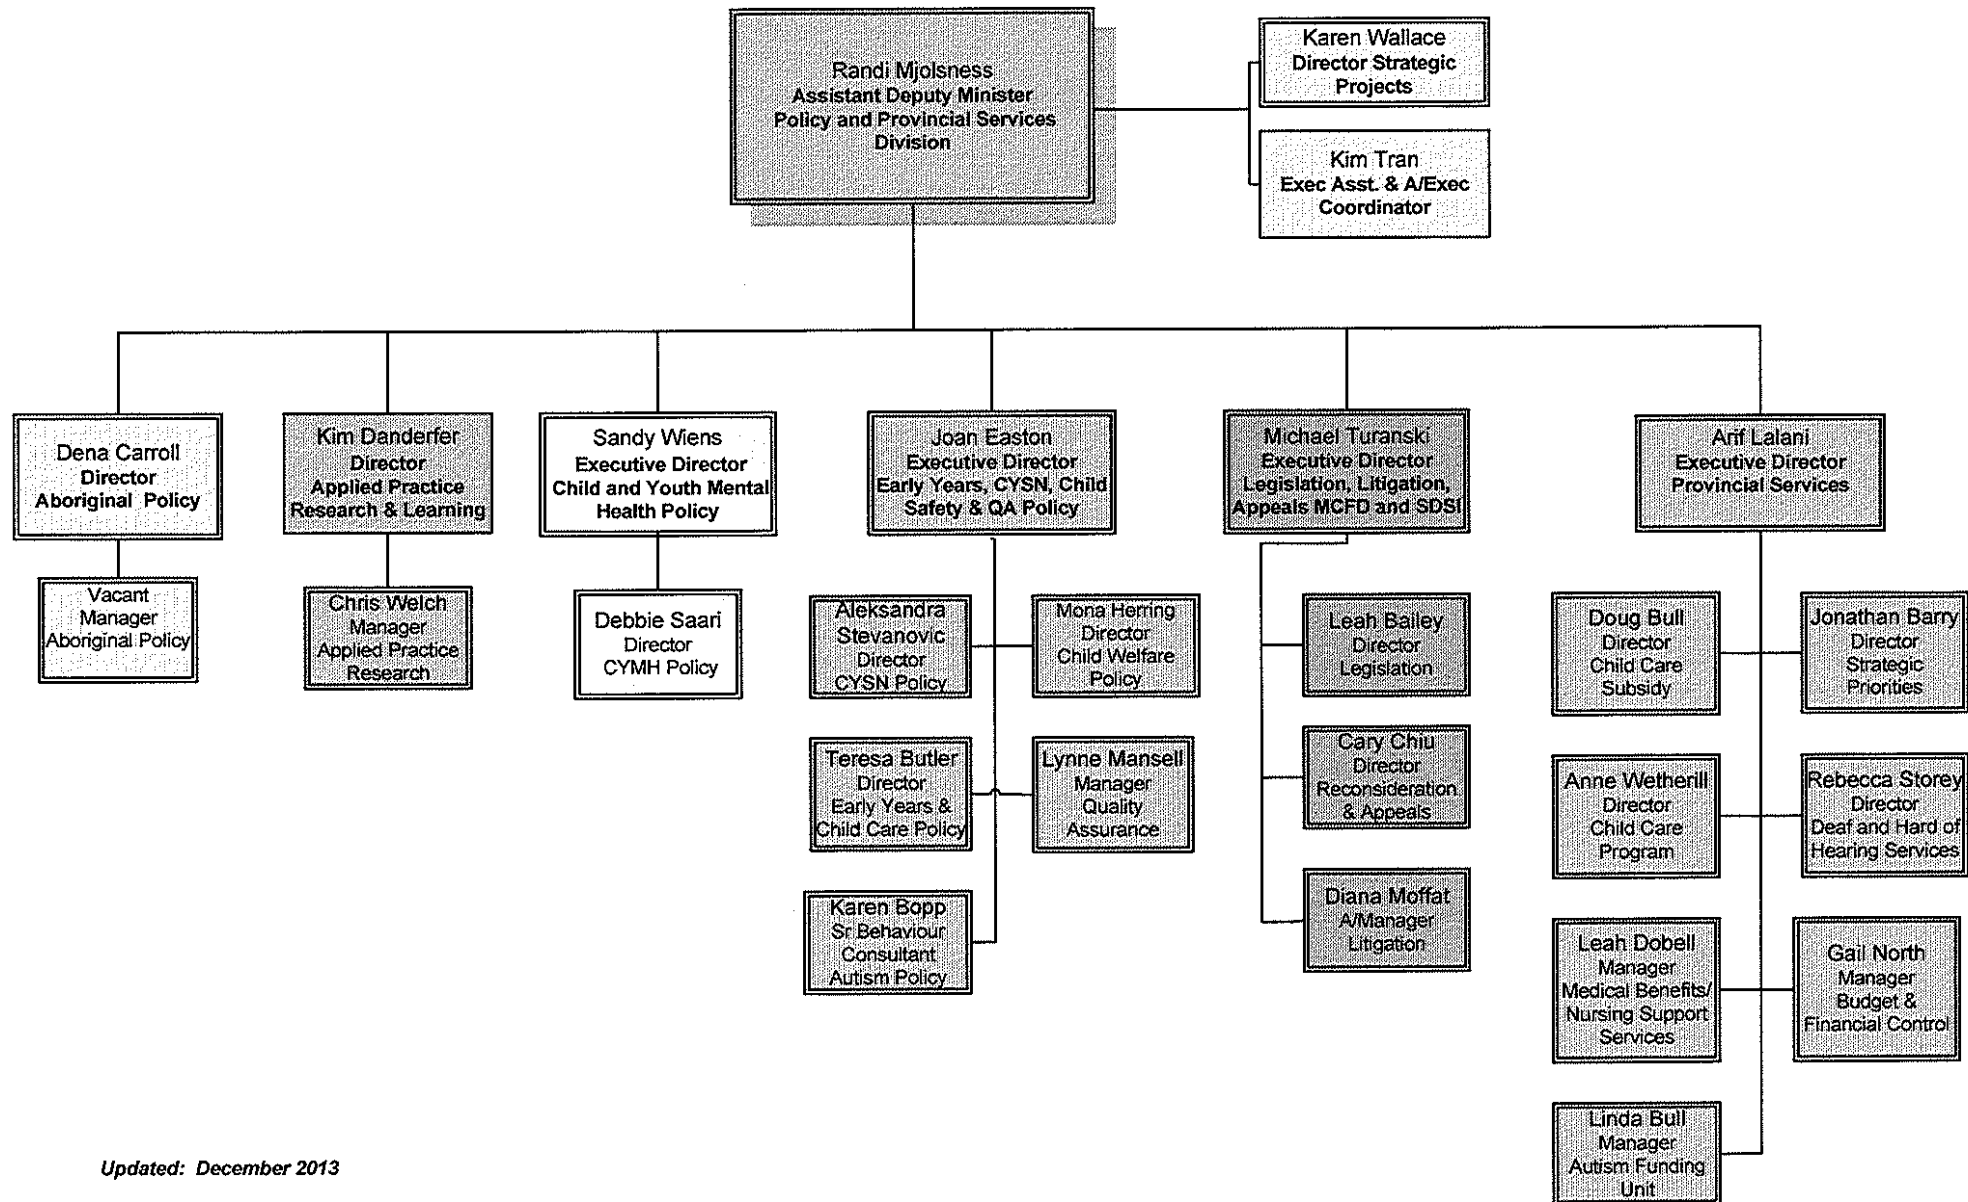 Randi Mjolsness
Assistant Deputy Minister
Policy and Provincial Services
Division
Karen Wallace
Director Strategic
Projects
Kim Tran
Exec Asst. & A/Exec
Coordinator
Dena Carroll
Director
Aboriginal Policy
Vacant
Manager
Aboriginal Policy
Kim Danderfer
Director
Applied Practice
Research & Learning
Chris Welch
Manager
Applied Practice
Research
Sandy Wiens
Executive Director
Child and Youth Mental
Health Policy
Debbie Saari
Director
CYMH Policy
Joan Easton
Executive Director
Early Years, CYSN, Child
Safety & QA Policy
Aleksandra
Stevanovic
Director
CYSN Policy
Mona Herring
Director
Child Welfare
Policy
Teresa Butler
Director
Early Years &
Child Care Policy
Lynne Mansell
Manager
Quality
Assurance
Karen Bopp
Sr Behaviour
Consultant
Autism Policy
Michael Turanski
Executive Director
Legislation, Litigation,
Appeals MCFD and SDSI
Leah Bailey
Director
Legislation
Cary Chiu
Director
Reconsideration
& Appeals
Diana Moffat
A/Manager
Litigation
Arif Lalani
Executive Director
Provincial Services
Doug Bull
Director
Child Care
Subsidy
Jonathan Barry
Director
Strategic
Priorities
Anne Wetherill
Director
Child Care
Program
Rebecca Storey
Director
Deaf and Hard of
Hearing Services
Leah Dobell
Manager
Medical Benefits/
Nursing Support
Services
Gail North
Manager
Budget &
Financial Control
Linda Bull
Manager
Autism Funding
Unit
Updated: December 2013